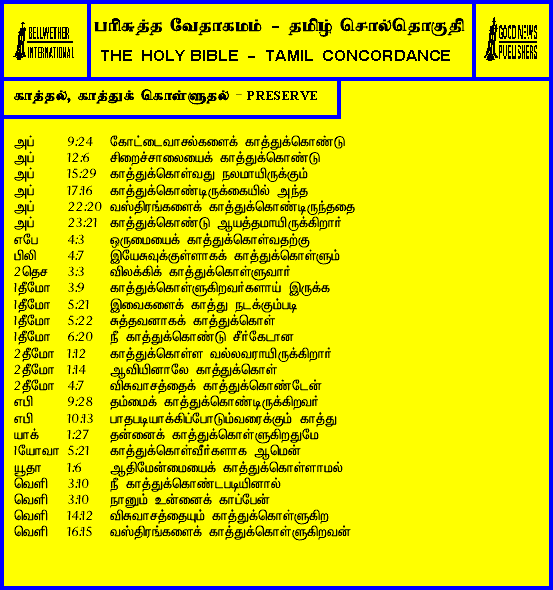 BELLWETHER
INTERNATIONAL
பரிசுத்த வேதாகமம் - தமிழ் சொல்தொகுதி
THE HOLY BIBLE - TAMIL CONCORDANCE
GOOD NEWS
PUBLISHERS
காத்தல், காத்துக் கொள்ளுதல் - PRESERVE
அப் 9:24 கோட்டைவாசல்களைக் காத்துக்கொண்டு
அப் 12:6 சிறைச்சாலையைக் காத்துக்கொண்டு
அப் 15:29 காத்துக்கொள்வது நலமாயிருக்கும்
அப் 17:16 காத்துக்கொண்டிருக்கையில் அந்த
அப் 22:20 வஸ்திரங்களைக் காத்துக்கொண்டிருந்ததை
அப் 23:21 காத்துக்கொண்டு ஆயத்தமாயிருக்கிறார்
எபே 4:3 ஒருமையைக் காத்துக்கொள்வதற்கு
பிலி 4:7 இயேசுவுக்குள்ளாகக் காத்துக்கொள்ளும்
2தெச 3:3 விலக்கிக் காத்துக்கொள்ளுவார்
1தீமோ 3:9 காத்துக்கொள்ளுகிறவர்களாய் இருக்க
1தீமோ 5:21 இவைகளைக் காத்து நடக்கும்படி
1தீமோ 5:22 சுத்தவனாகக் காத்துக்கொள்
1தீமோ 6:20 நீ காத்துக்கொண்டு சீர்கேடான
2தீமோ 1:12 காத்துக்கொள்ள வல்லவராயிருக்கிறார்
2தீமோ 1:14 ஆவியினாலே காத்துக்கொள்
2தீமோ 4:7 விசுவாசத்தைக் காத்துக்கொண்டேன்
எபி 9:28 தம்மைக் காத்துக்கொண்டிருக்கிறவர்
எபி 10:13 பாதபடியாக்கிப்போடும்வரைக்கும் காத்து
யாக் 1:27 தன்னைக் காத்துக்கொள்ளுகிறதுமே
1யோவா 5:21 காத்துக்கொள்வீர்களாக ஆமென்
யூதா 1:6 ஆதிமேன்மையைக் காத்துக்கொள்ளாமல்
வெளி 3:10 நீ காத்துக்கொண்டபடியினால்
வெளி 3:10 நானும் உன்னைக் காப்பேன்
வெளி 14:12 விசுவாசத்தையும் காத்துக்கொள்ளுகிற
வெளி 16:15 வஸ்திரங்களைக் காத்துக்கொள்ளுகிறவன்